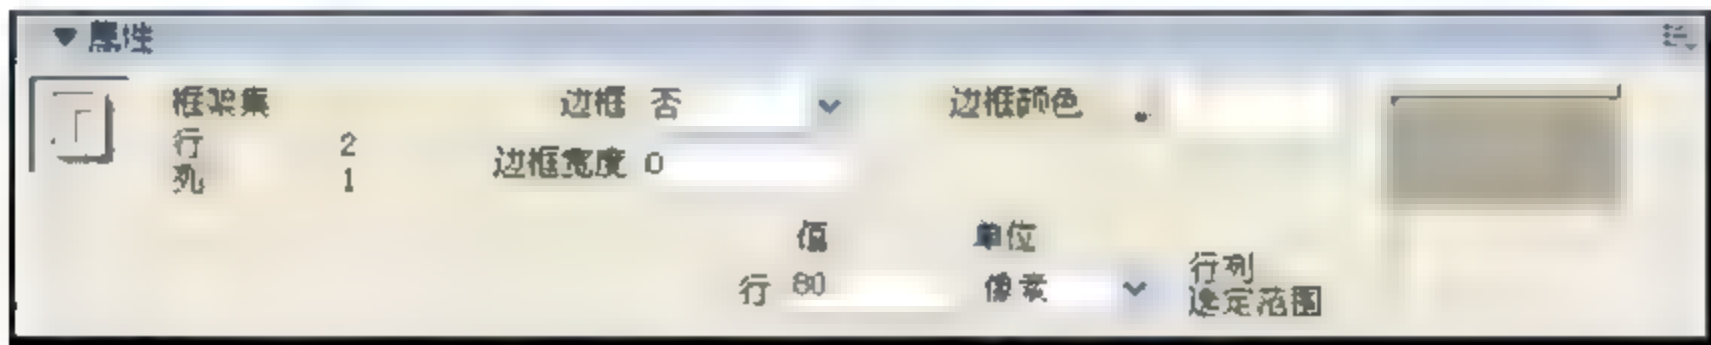 属性
框架集 边框 否 边框颜色
行 2
列 1 边框宽度 0
值 单位
行 80 像素 行列
选定范围